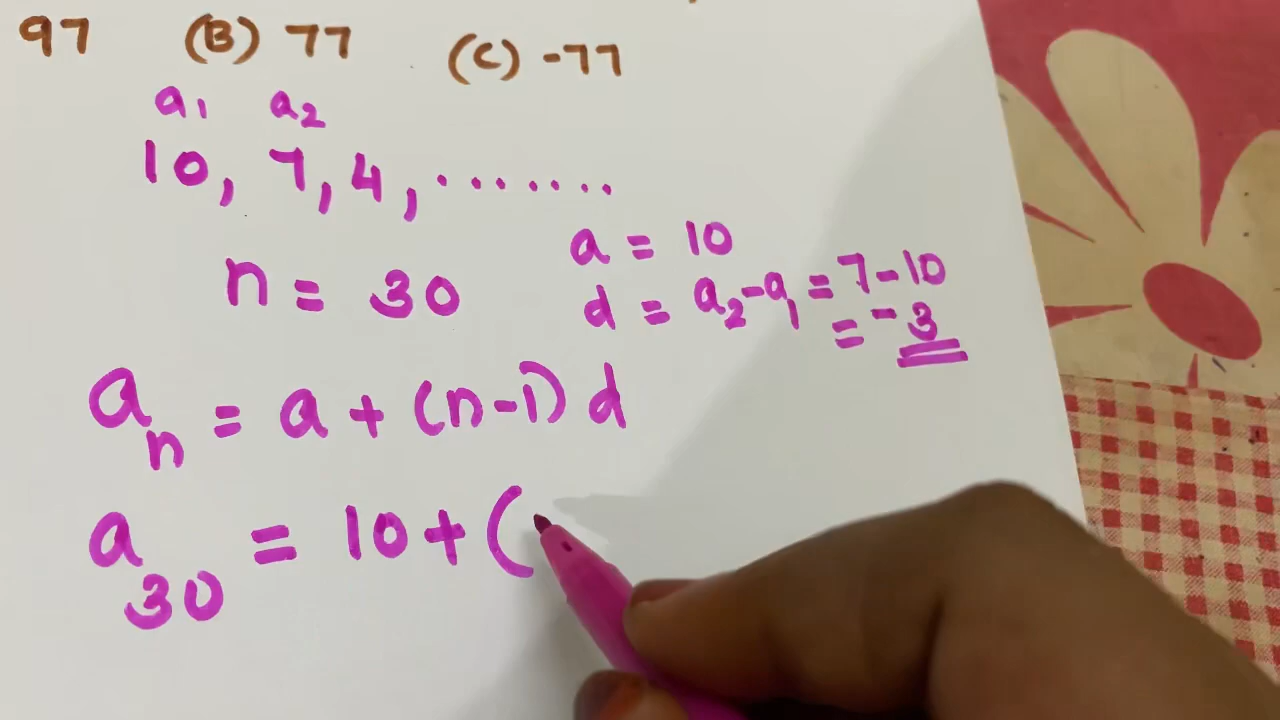 97 (B) 77 (C) -77
a1 a2
10, 7, 4, .......
n = 30
a = 10
d = a2-a1 = 7-10
= -3
an = a + (n-1) d
a30 = 10+(